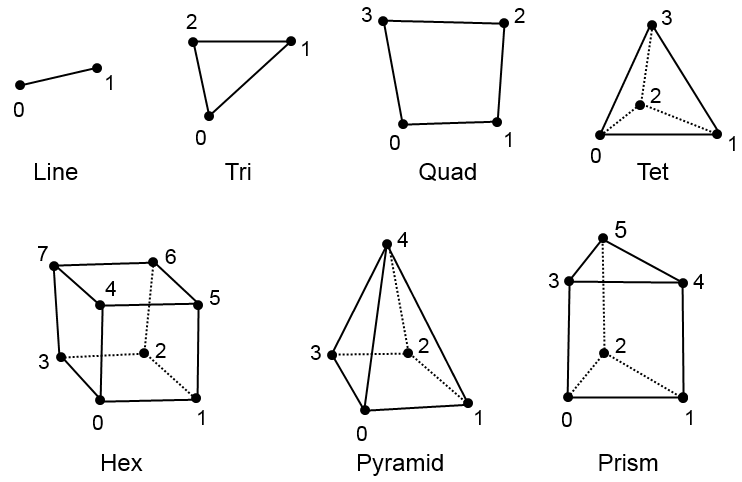 0 1
Line
2 1 0
Tri
3 2 0 1
Quad
3 2 0 1
Tet
7 6 4 5 3 2 0 1
Hex
4 3 2 0 1
Pyramid
5 3 4 2 0 1
Prism